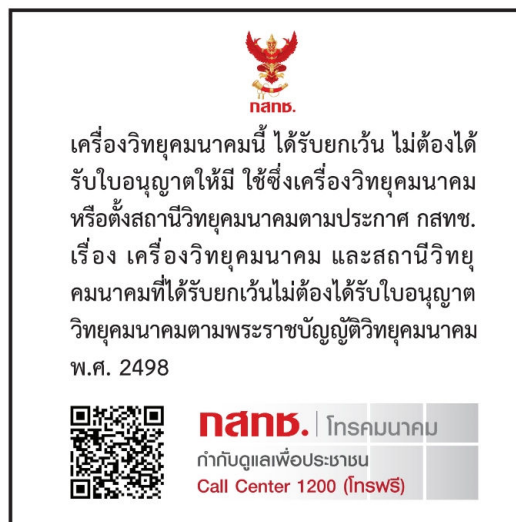 กสทช.
เครื่องวิทยุคมนาคมนี้ ได้รับยกเว้น ไม่ต้องได้
รับใบอนุญาตให้มี ใช้ซึ่งเครื่องวิทยุคมนาคม
หรือตั้งสถานีวิทยุคมนาคมตามประกาศ กสทช.
เรื่อง เครื่องวิทยุคมนาคม และสถานีวิทยุ
คมนาคมที่ได้รับยกเว้นไม่ต้องได้รับใบอนุญาต
วิทยุคมนาคมตามพระราชบัญญัติวิทยุคมนาคม
พ.ศ. 2498
กสทช. | โทรคมนาคม
กำกับดูแลเพื่อประชาชน
Call Center 1200 (โทรฟรี)